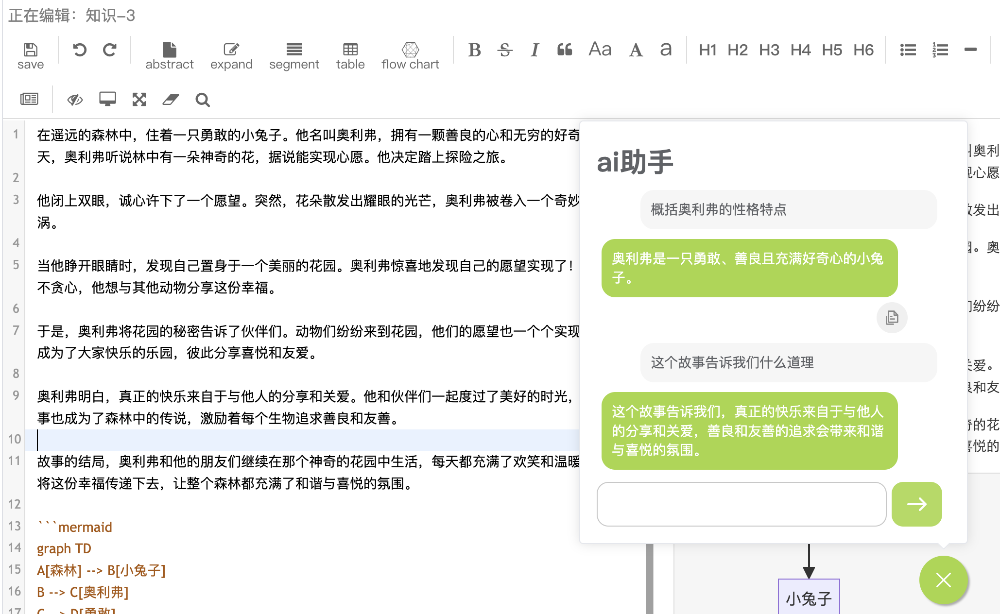 正在编辑：知识-3
save
abstract
expand
segment
table
flow chart
B S I Aa A a
H1 H2 H3 H4 H5 H6
1 在遥远的森林中，住着一只勇敢的小兔子。他名叫奥利弗，拥有一颗善良的心和无穷的好奇
天，奥利弗听说林中有一朵神奇的花，据说能实现心愿。他决定踏上探险之旅。
2
3 他闭上双眼，诚心许下了一个愿望。突然，花朵散发出耀眼的光芒，奥利弗被卷入一个奇妙
涡。
4
5 当他睁开眼睛时，发现自己置身于一个美丽的花园。奥利弗惊喜地发现自己的愿望实现了！
不贪心，他想与其他动物分享这份幸福。
6
7 于是，奥利弗将花园的秘密告诉了伙伴们。动物们纷纷来到花园，他们的愿望也一个个实现
成为了大家快乐的乐园，彼此分享喜悦和友爱。
8
9 奥利弗明白，真正的快乐来自于与他人的分享和关爱。他和伙伴们一起度过了美好的时光，
事也成为了森林中的传说，激励着每个生物追求善良和友善。
10
11 故事的结局，奥利弗和他的朋友们继续在那个神奇的花园中生活，每天都充满了欢笑和温暖
将这份幸福传递下去，让整个森林都充满了和谐与喜悦的氛围。
12
13 ```mermaid
14 graph TD
15 A[森林] --> B[小兔子]
16 B --> C[奥利弗]
17 C --> D[勇敢]
ai助手
概括奥利弗的性格特点
奥利弗是一只勇敢、善良且充满好奇心的小兔
子。
这个故事告诉我们什么道理
这个故事告诉我们，真正的快乐来自于与他人
的分享和关爱，善良和友善的追求会带来和谐
与喜悦的氛围。
叫奥利
现心愿
散发出
园。奥
们纷纷
关爱。
良和友
奇的花
喜悦的
小兔子